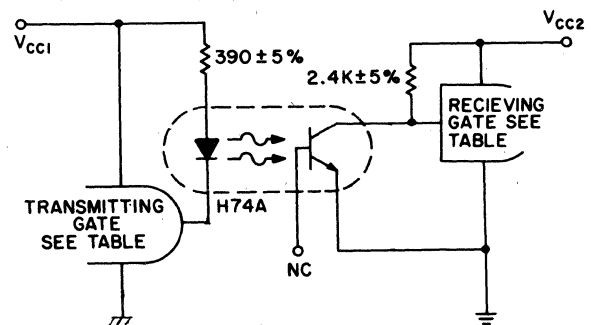 VCC1
390±5%
2.4K±5%
VCC2
RECIEVING
GATE SEE
TABLE
H74A
TRANSMITTING
GATE
SEE TABLE
NC